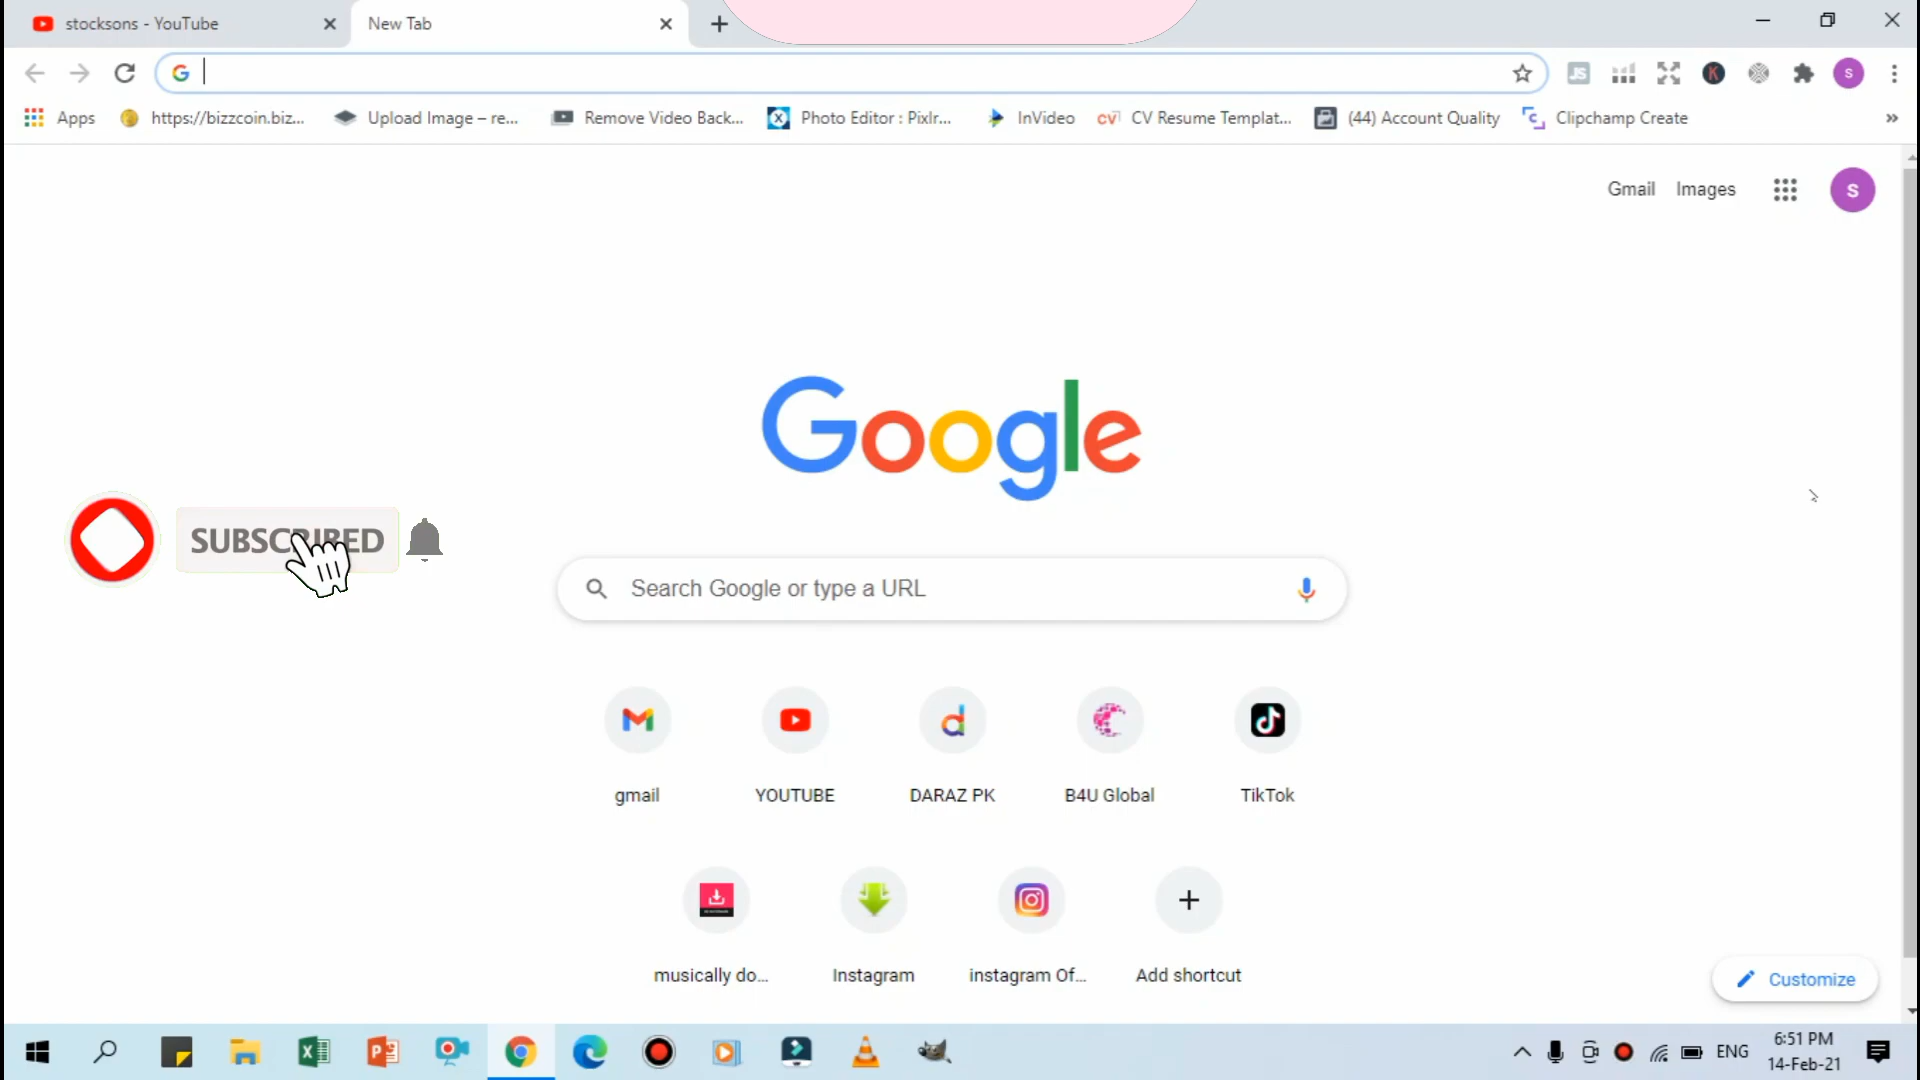 stocksons - YouTube
New Tab
Apps
https://bizzcoin.biz...
Upload Image – re...
Remove Video Back...
Photo Editor : Pixlr...
InVideo
CV Resume Templat...
(44) Account Quality
Clipchamp Create
Gmail
Images
S
Google
SUBSCRIBED
Search Google or type a URL
gmail
YOUTUBE
DARAZ PK
B4U Global
TikTok
musically do...
Instagram
instagram Of...
Add shortcut
Customize
ENG
6:51 PM
14-Feb-21